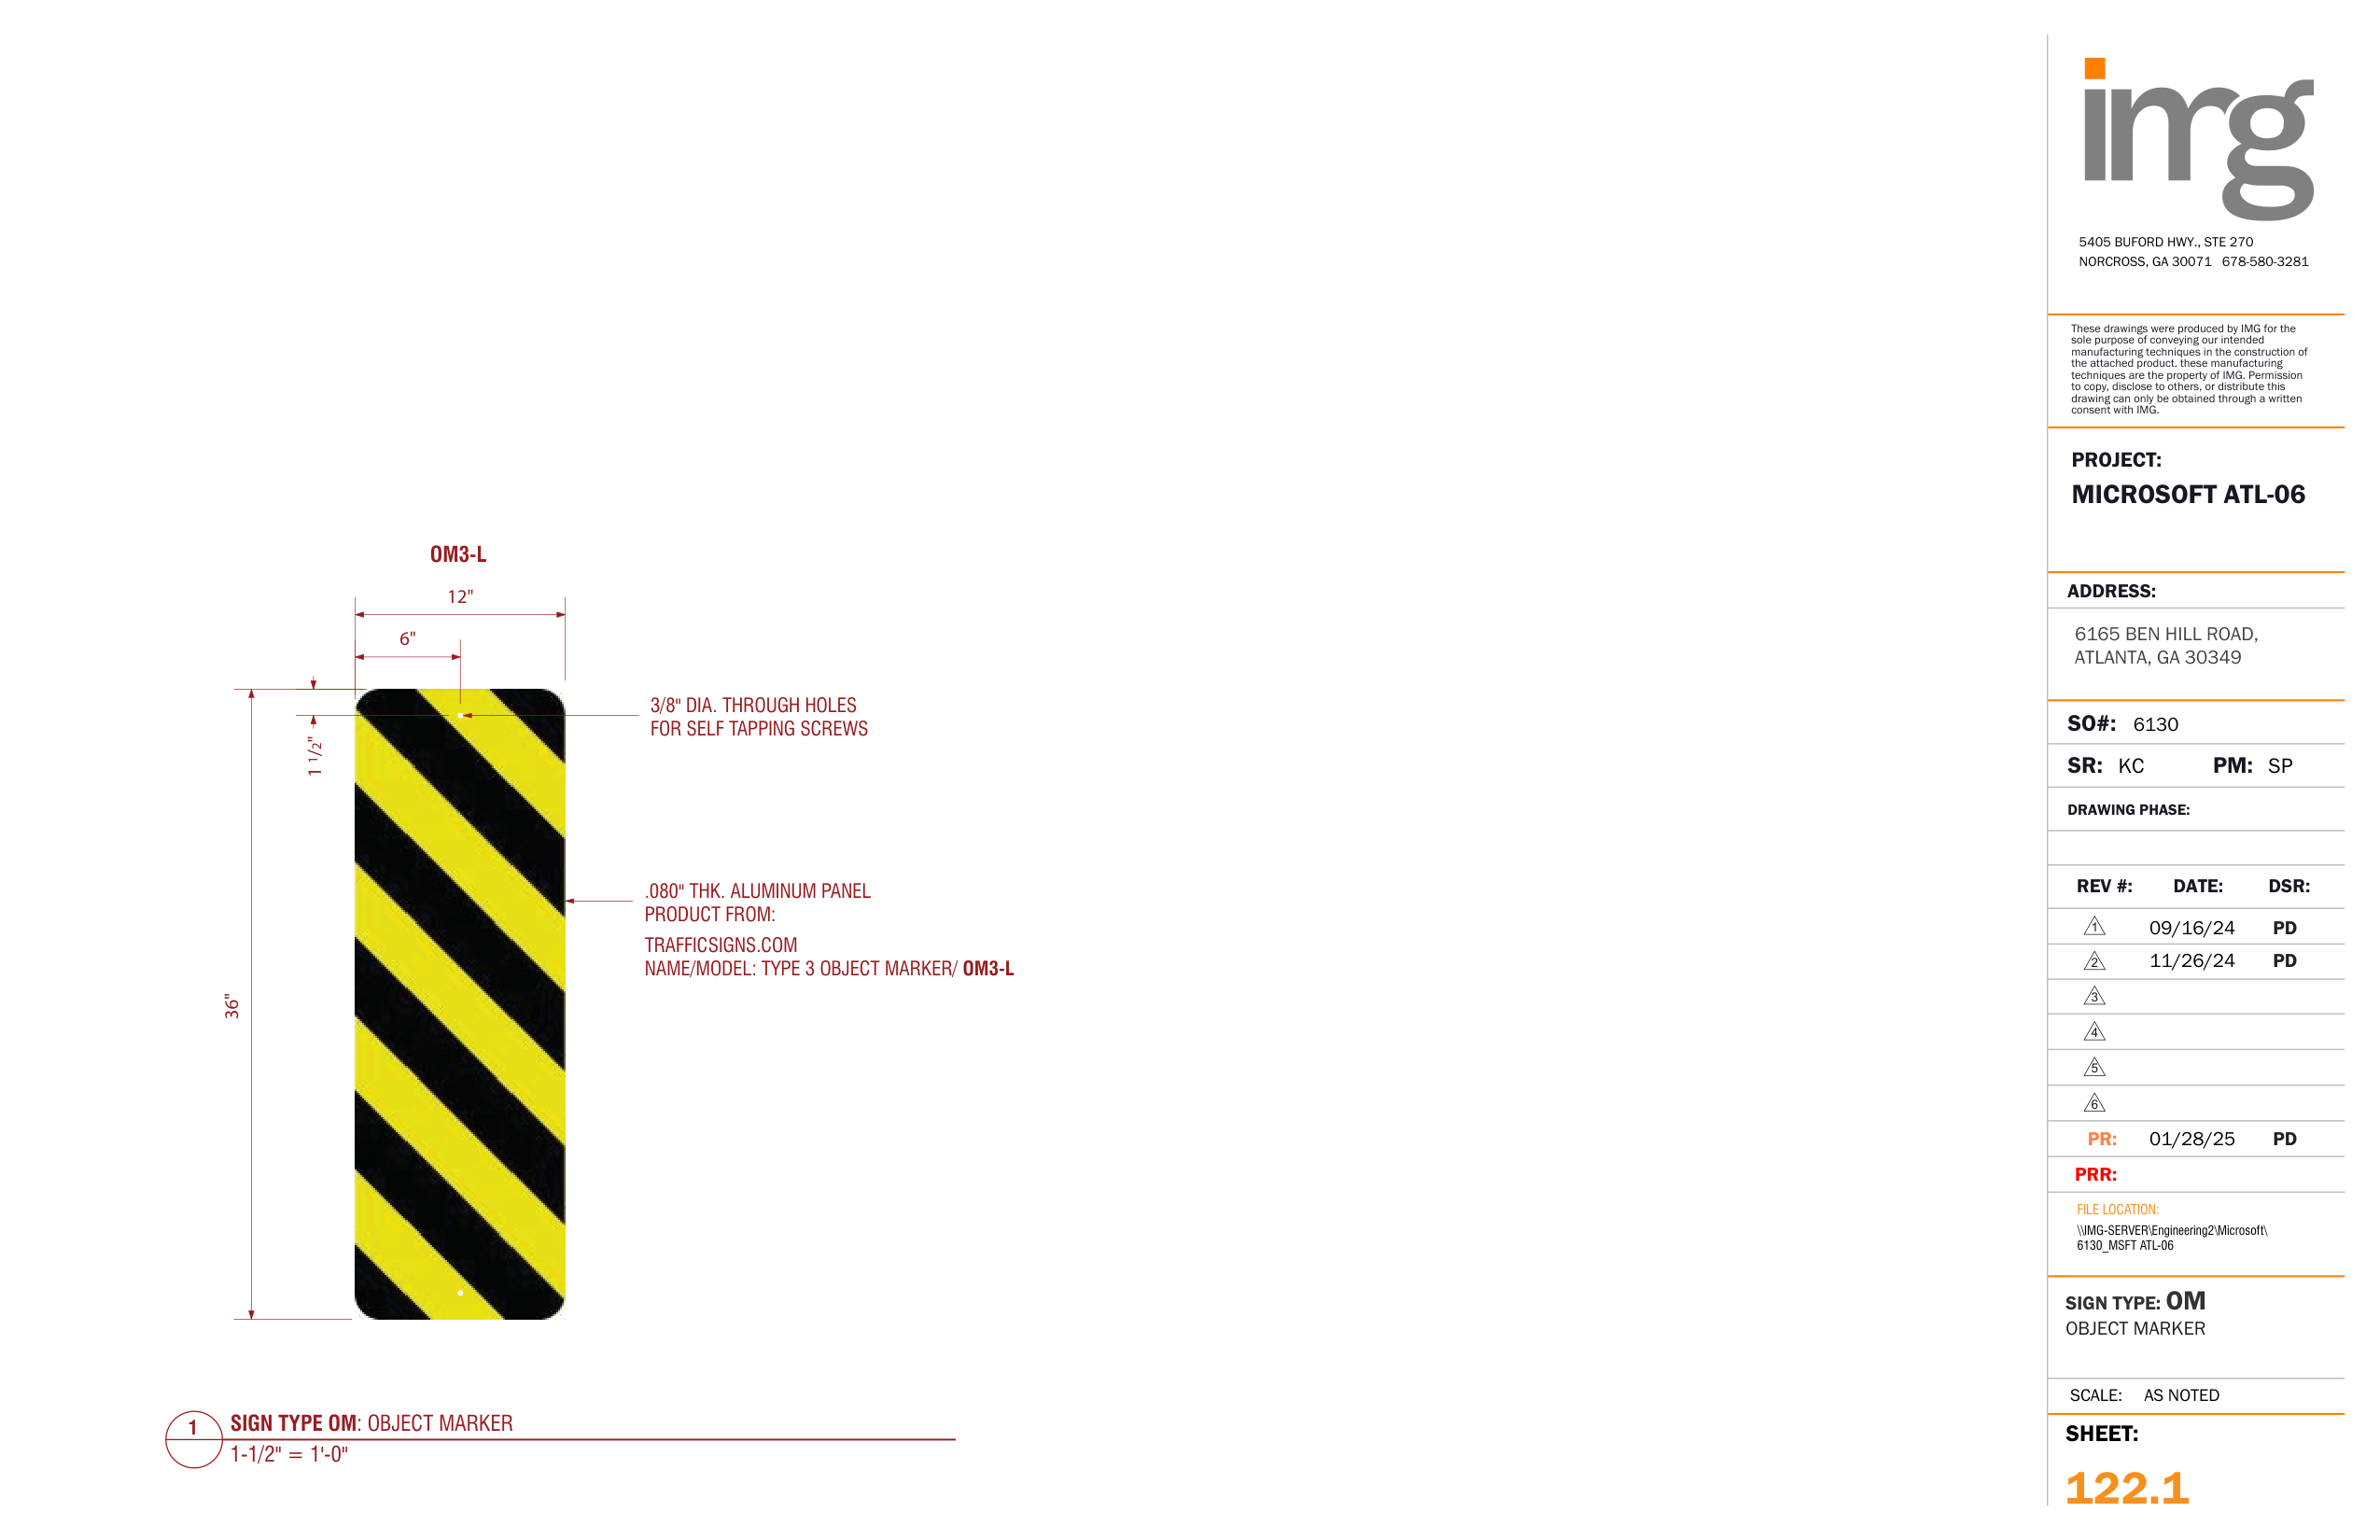 OM3-L
12"
6"
1 1/2"
36"
3/8" DIA. THROUGH HOLES
FOR SELF TAPPING SCREWS
.080" THK. ALUMINUM PANEL
PRODUCT FROM:
TRAFFICSIGNS.COM
NAME/MODEL: TYPE 3 OBJECT MARKER/ OM3-L
1
SIGN TYPE OM: OBJECT MARKER
1-1/2" = 1'-0"
img
5405 BUFORD HWY., STE 270
NORCROSS, GA 30071 678-580-3281
These drawings were produced by IMG for the
sole purpose of conveying our intended
manufacturing techniques in the construction of
the attached product. these manufacturing
techniques are the property of IMG. Permission
to copy, disclose to others, or distribute this
drawing can only be obtained through a written
consent with IMG.
PROJECT:
MICROSOFT ATL-06
ADDRESS:
6165 BEN HILL ROAD,
ATLANTA, GA 30349
SO#: 6130
SR: KC PM: SP
DRAWING PHASE:
REV #: DATE: DSR:
1 09/16/24 PD
2 11/26/24 PD
3
4
5
6
PR: 01/28/25 PD
PRR:
FILE LOCATION:
\\IMG-SERVER\Engineering2\Microsoft\
6130_MSFT ATL-06
SIGN TYPE: OM
OBJECT MARKER
SCALE: AS NOTED
SHEET:
122.1